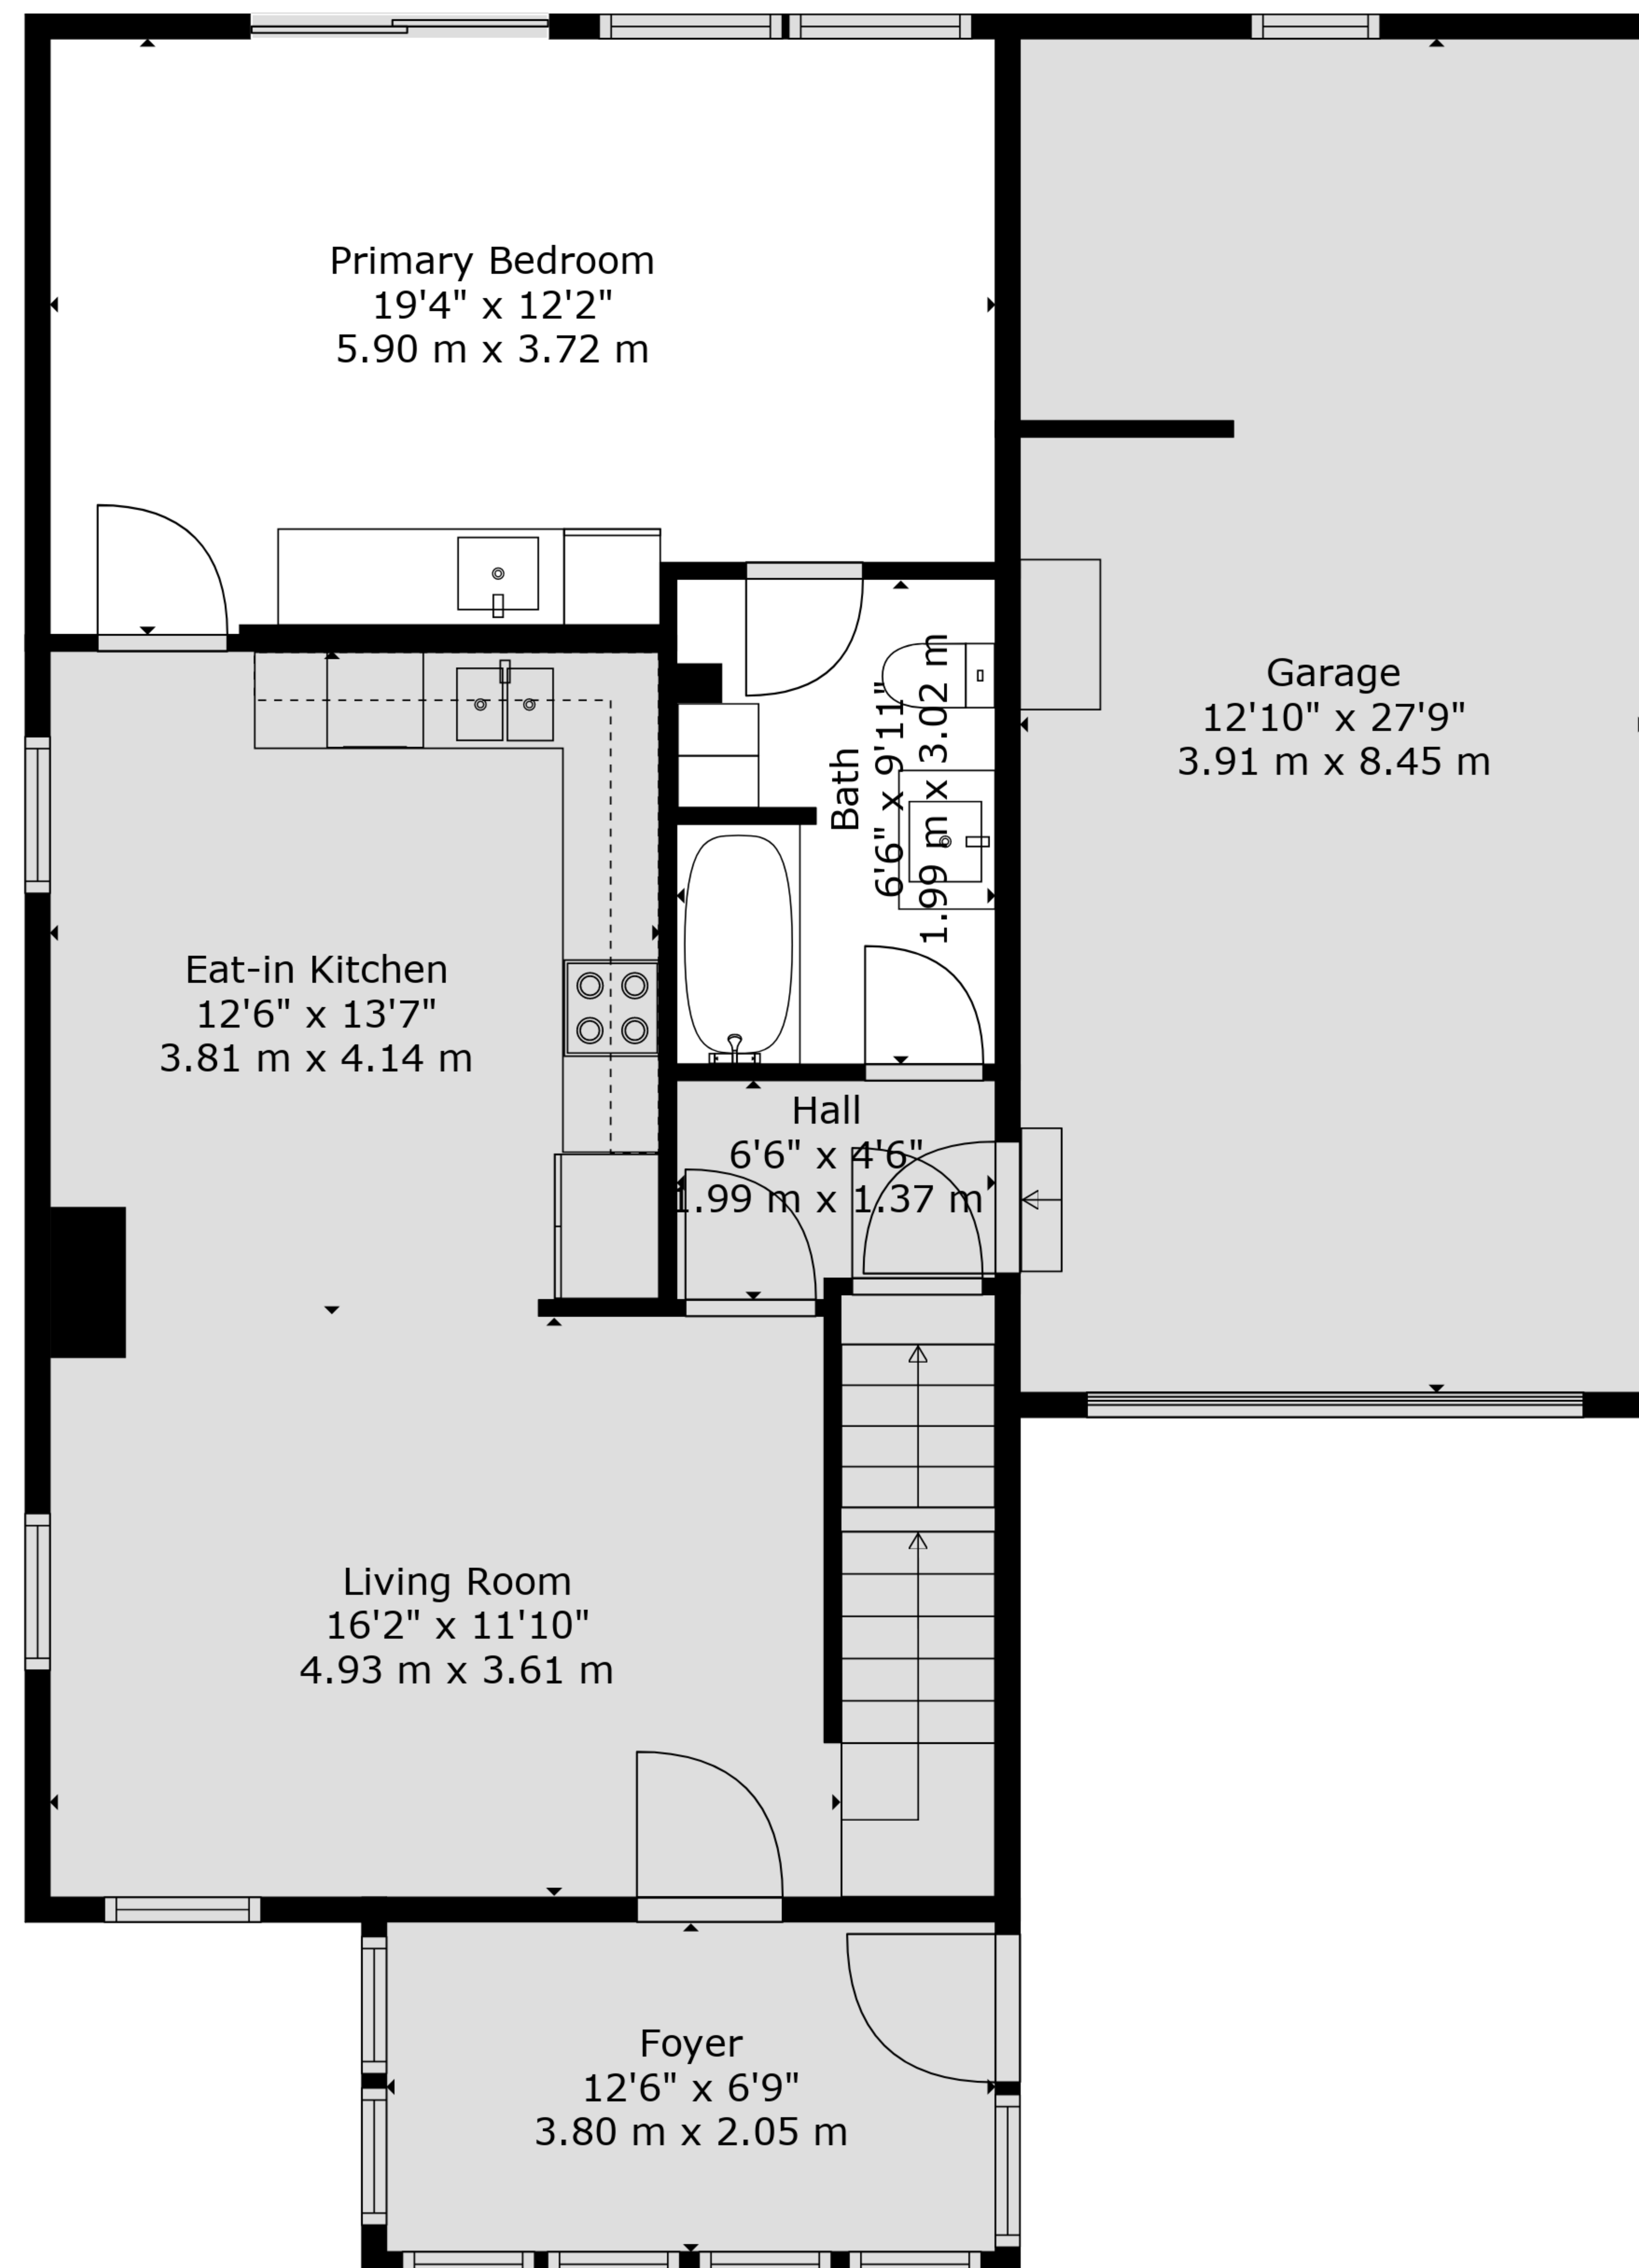 Primary Bedroom
19'4" x 12'2"
5.90 m x 3.72 m
Garage
12'10" x 27'9"
3.91 m x 8.45 m
Bath
6'6" x 9'11"
1.99 m x 3.02 m
Eat-in Kitchen
12'6" x 13'7"
3.81 m x 4.14 m
Hall
6'6" x 4'6"
1.99 m x 1.37 m
Living Room
16'2" x 11'10"
4.93 m x 3.61 m
Foyer
12'6" x 6'9"
3.80 m x 2.05 m